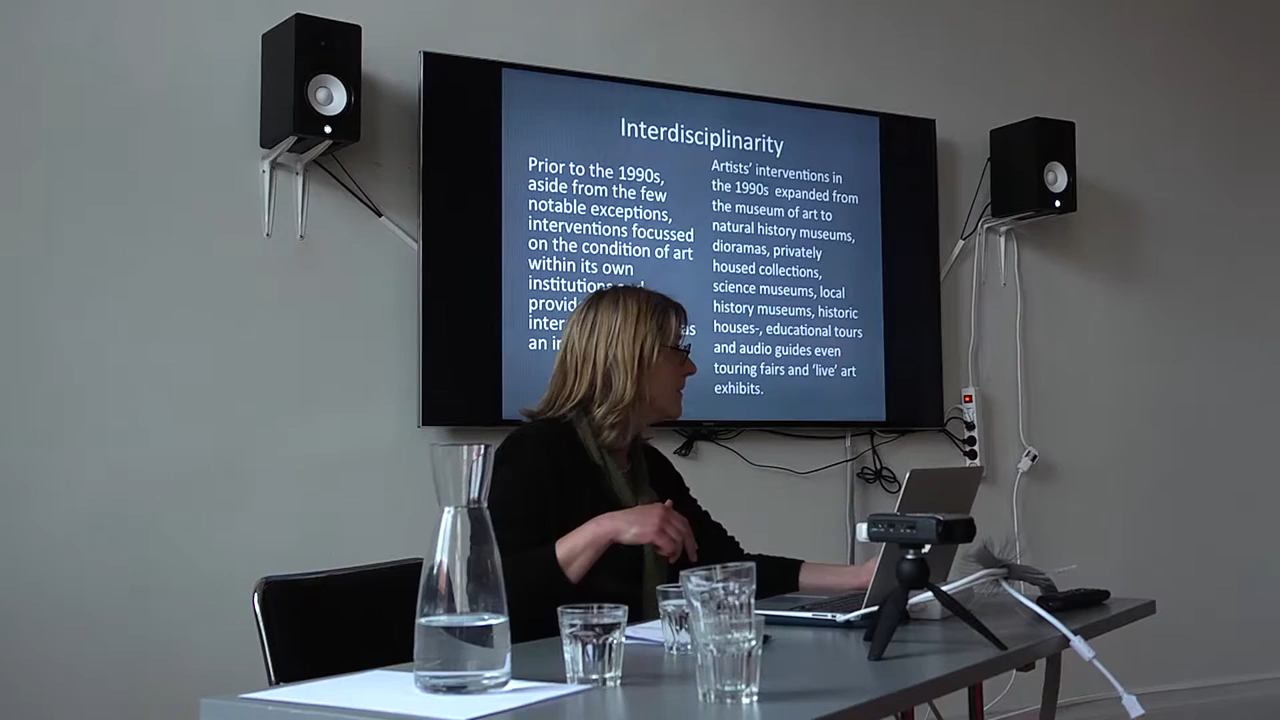 Interdisciplinarity
Prior to the 1990s,
aside from the few
notable exceptions,
interventions focussed
on the condition of art
within its own
institutions and
as
an
Artists' interventions in
the 1990s expanded from
the museum of art to
natural history museums,
dioramas, privately
housed collections,
science museums, local
history museums, historic
houses-, educational tours
and audio guides even
touring fairs and 'live' art
exhibits.